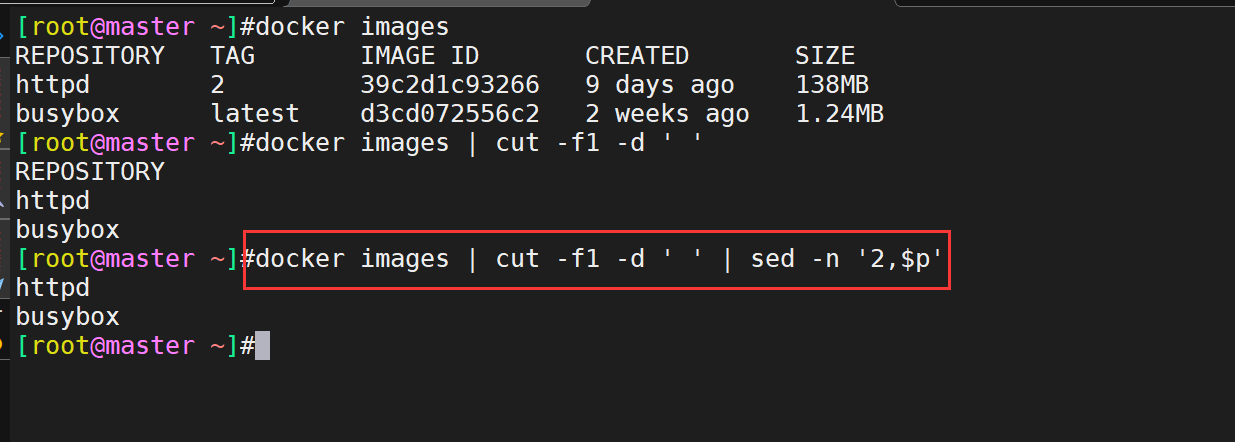 [root@master ~]#docker images
REPOSITORY   TAG       IMAGE ID       CREATED       SIZE
httpd        2         39c2d1c93266   9 days ago    138MB
busybox      latest    d3cd072556c2   2 weeks ago   1.24MB
[root@master ~]#docker images | cut -f1 -d ' '
REPOSITORY
httpd
busybox
[root@master ~]#docker images | cut -f1 -d ' ' | sed -n '2,$p'
httpd
busybox
[root@master ~]#